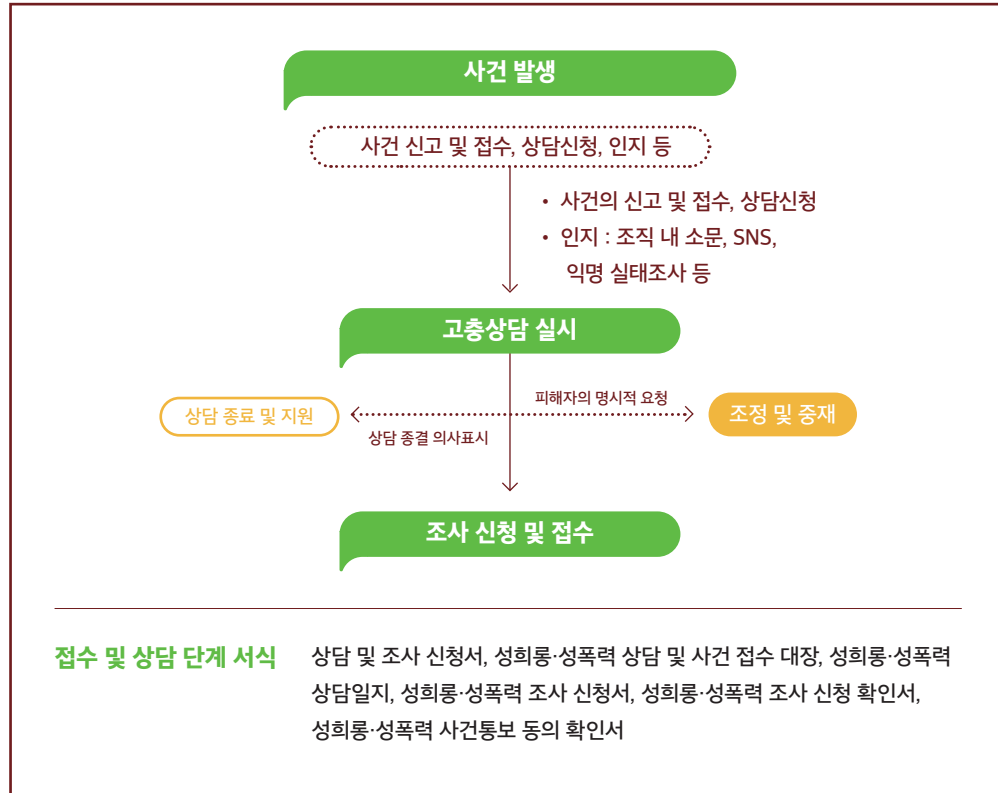 사건 발생
사건 신고 및 접수, 상담신청, 인지 등
• 사건의 신고 및 접수, 상담신청
• 인지 : 조직 내 소문, SNS,
익명 실태조사 등
고충상담 실시
피해자의 명시적 요청
상담 종료 및 지원
조정 및 중재
상담 종결 의사표시
조사 신청 및 접수
접수 및 상담 단계 서식
상담 및 조사 신청서, 성희롱·성폭력 상담 및 사건 접수 대장, 성희롱·성폭력
상담일지, 성희롱·성폭력 조사 신청서, 성희롱·성폭력 조사 신청 확인서,
성희롱·성폭력 사건통보 동의 확인서